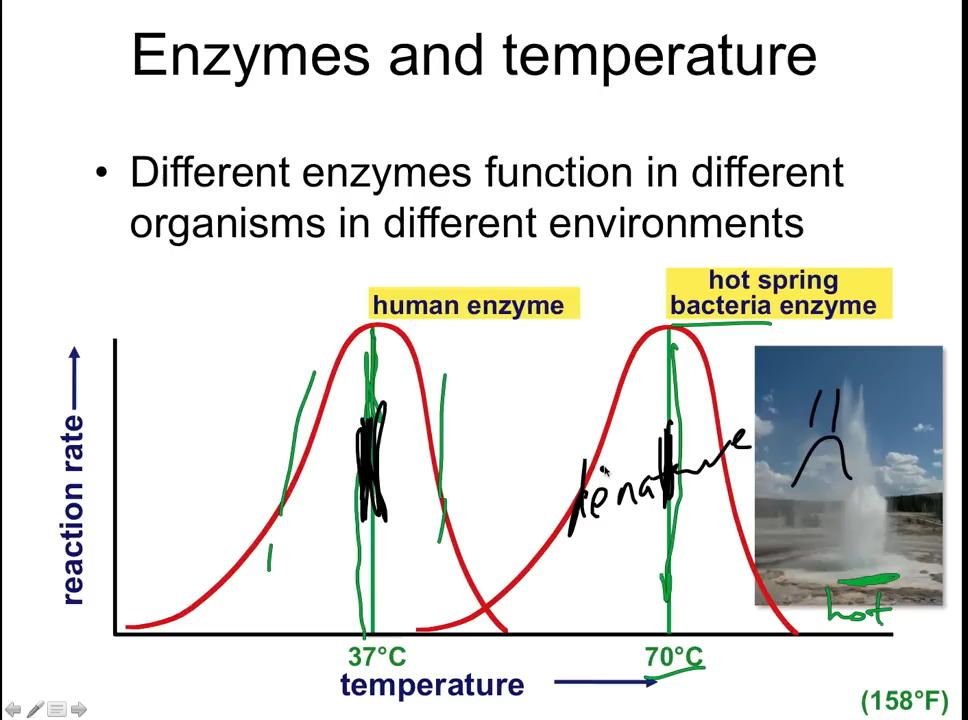 Enzymes and temperature
• Different enzymes function in different
organisms in different environments
human enzyme
hot spring
bacteria enzyme
reaction rate
denature
hot
37°C
70°C
temperature
(158°F)